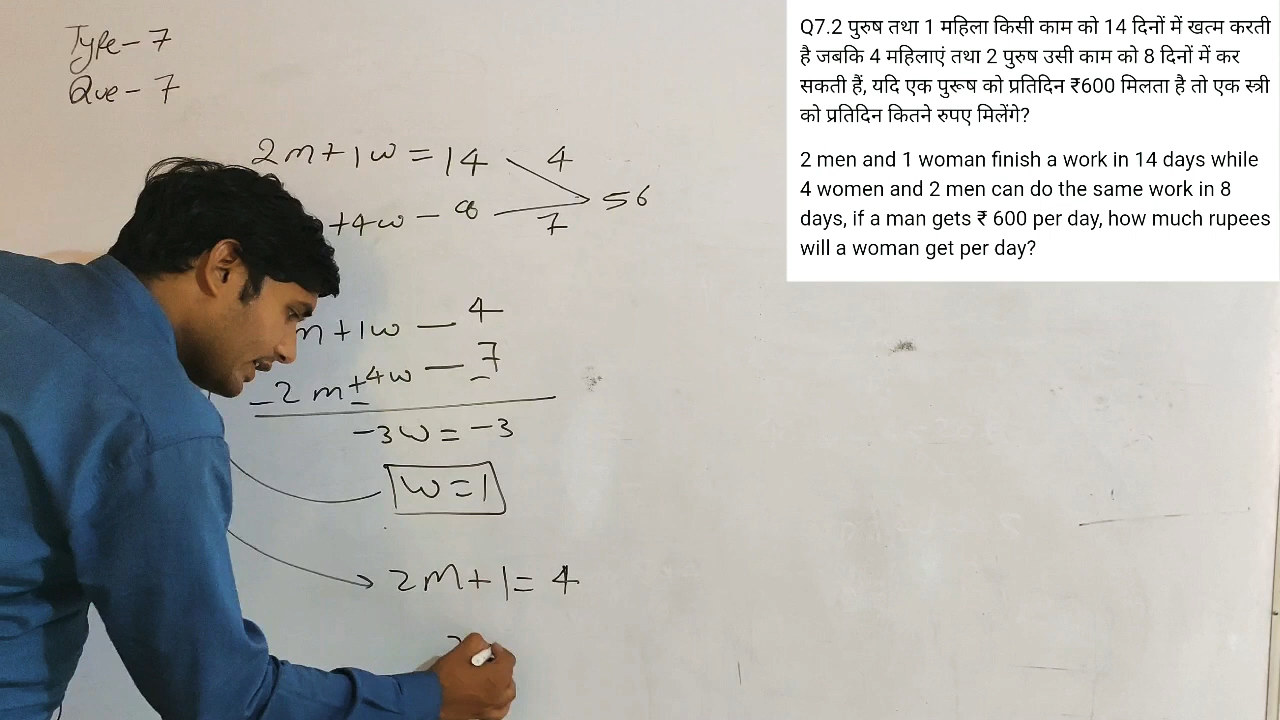 Type-7
Que-7
2m+1w=14 4
+4w-8 7 56
m+1w-4
-2m±4w-7
-3w=-3
w=1
2m+1=4
Q7.2 पुरुष तथा 1 महिला किसी काम को 14 दिनों में खत्म करती
है जबकि 4 महिलाएं तथा 2 पुरुष उसी काम को 8 दिनों में कर
सकती हैं, यदि एक पुरूष को प्रतिदिन ₹600 मिलता है तो एक स्त्री
को प्रतिदिन कितने रुपए मिलेंगे?
2 men and 1 woman finish a work in 14 days while
4 women and 2 men can do the same work in 8
days, if a man gets ₹ 600 per day, how much rupees
will a woman get per day?